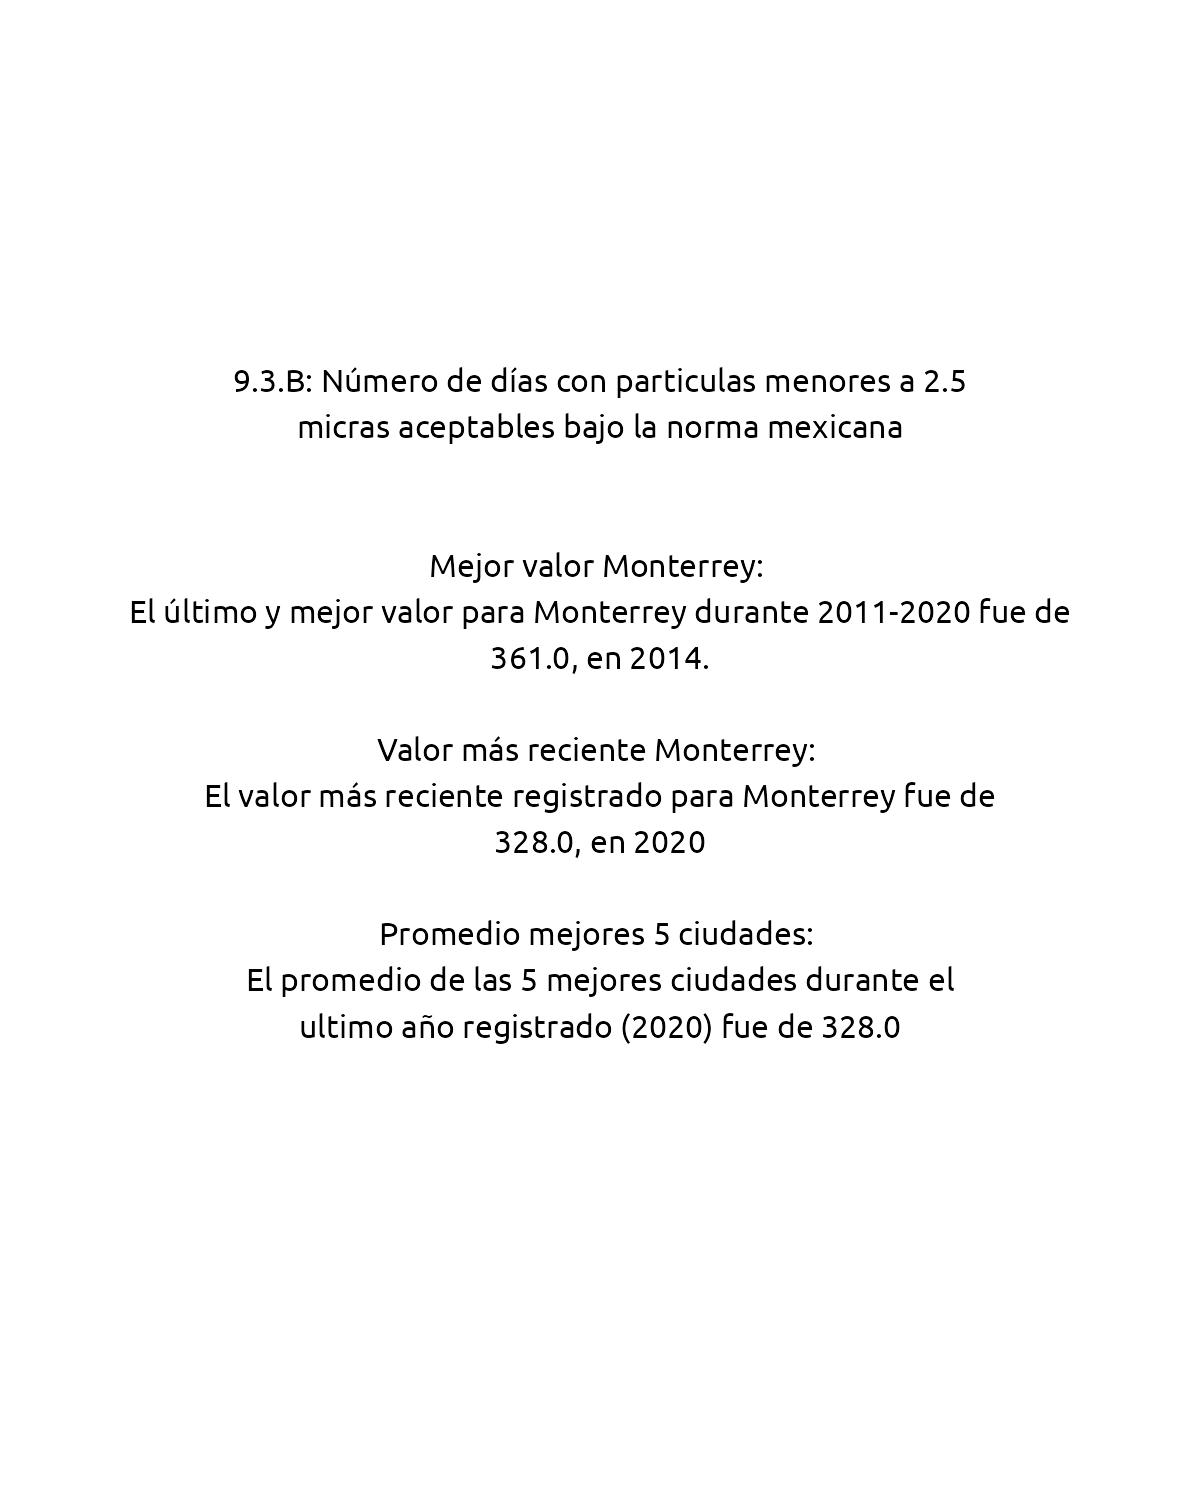 9.3.B: Número de días con particulas menores a 2.5
micras aceptables bajo la norma mexicana
Mejor valor Monterrey:
El último y mejor valor para Monterrey durante 2011-2020 fue de
361.0, en 2014.
Valor más reciente Monterrey:
El valor más reciente registrado para Monterrey fue de
328.0, en 2020
Promedio mejores 5 ciudades:
El promedio de las 5 mejores ciudades durante el
ultimo año registrado (2020) fue de 328.0